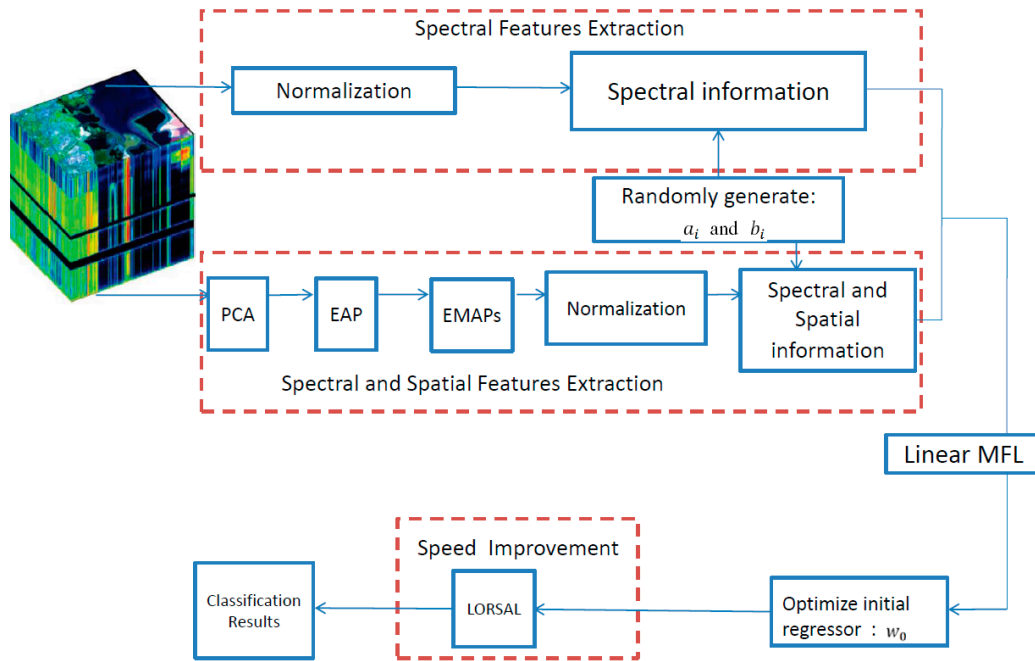 Spectral Features Extraction
Normalization
Spectral information
Randomly generate:
a_i and b_i
PCA
EAP
EMAPs
Normalization
Spectral and
Spatial
information
Spectral and Spatial Features Extraction
Linear MFL
Speed Improvement
Classification
Results
LORSAL
Optimize initial
regressor : w_0